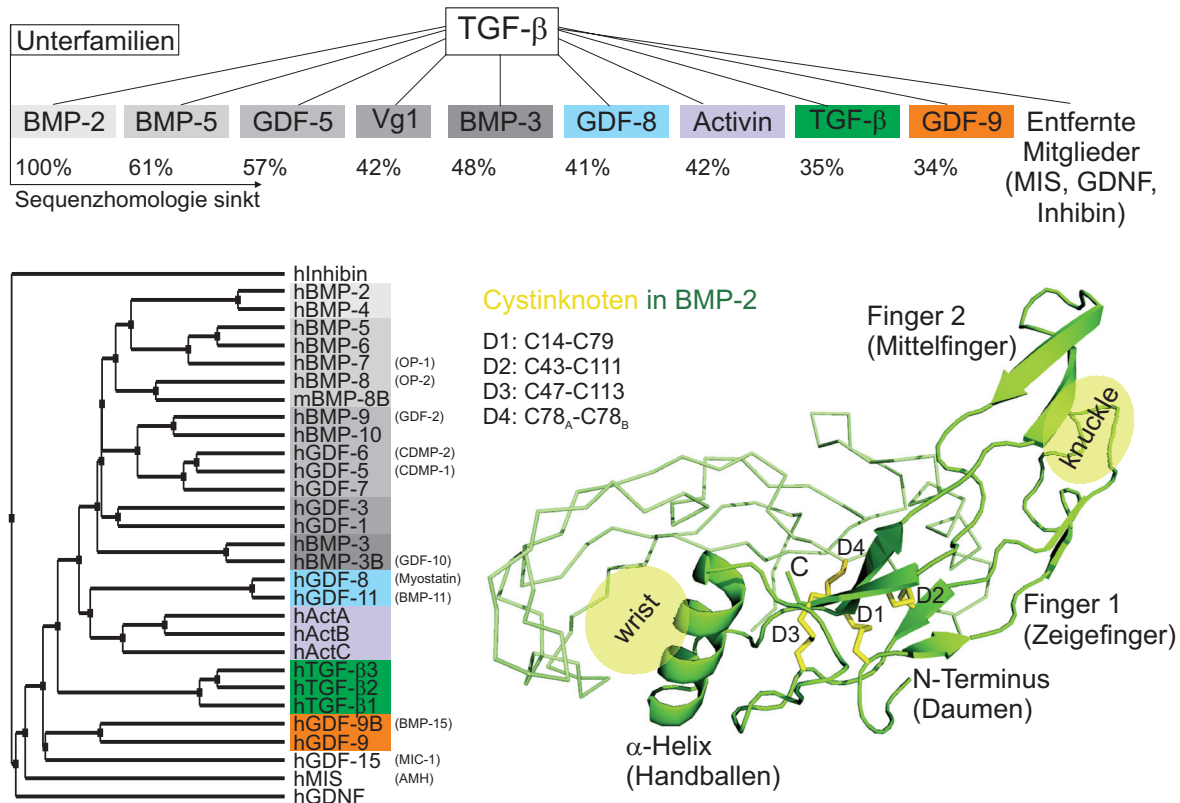 TGF-β
Unterfamilien
BMP-2 BMP-5 GDF-5 Vg1 BMP-3 GDF-8 Activin TGF-β GDF-9 Entfernte
Mitglieder
(MIS, GDNF,
Inhibin)
100% 61% 57% 42% 48% 41% 42% 35% 34%
Sequenzhomologie sinkt
hInhibin
hBMP-2
hBMP-4
hBMP-5
hBMP-6
hBMP-7 (OP-1)
hBMP-8 (OP-2)
mBMP-8B
hBMP-9 (GDF-2)
hBMP-10
hGDF-6 (CDMP-2)
hGDF-5 (CDMP-1)
hGDF-7
hGDF-3
hGDF-1
hBMP-3
hBMP-3B (GDF-10)
hGDF-8 (Myostatin)
hGDF-11 (BMP-11)
hActA
hActB
hActC
hTGF-β3
hTGF-β2
hTGF-β1
hGDF-9B (BMP-15)
hGDF-9
hGDF-15 (MIC-1)
hMIS (AMH)
hGDNF
Cystinknoten in BMP-2
D1: C14-C79
D2: C43-C111
D3: C47-C113
D4: C78A-C78B
Finger 2
(Mittelfinger)
knuckle
D4
C
D2
D1
wrist
D3
Finger 1
(Zeigefinger)
N-Terminus
(Daumen)
α-Helix
(Handballen)